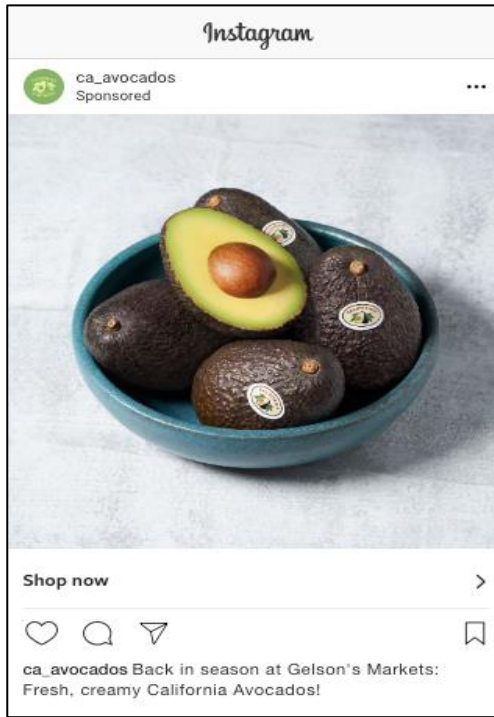 Instagram
ca_avocados
Sponsored
Shop now
ca_avocados Back in season at Gelson's Markets:
Fresh, creamy California Avocados!